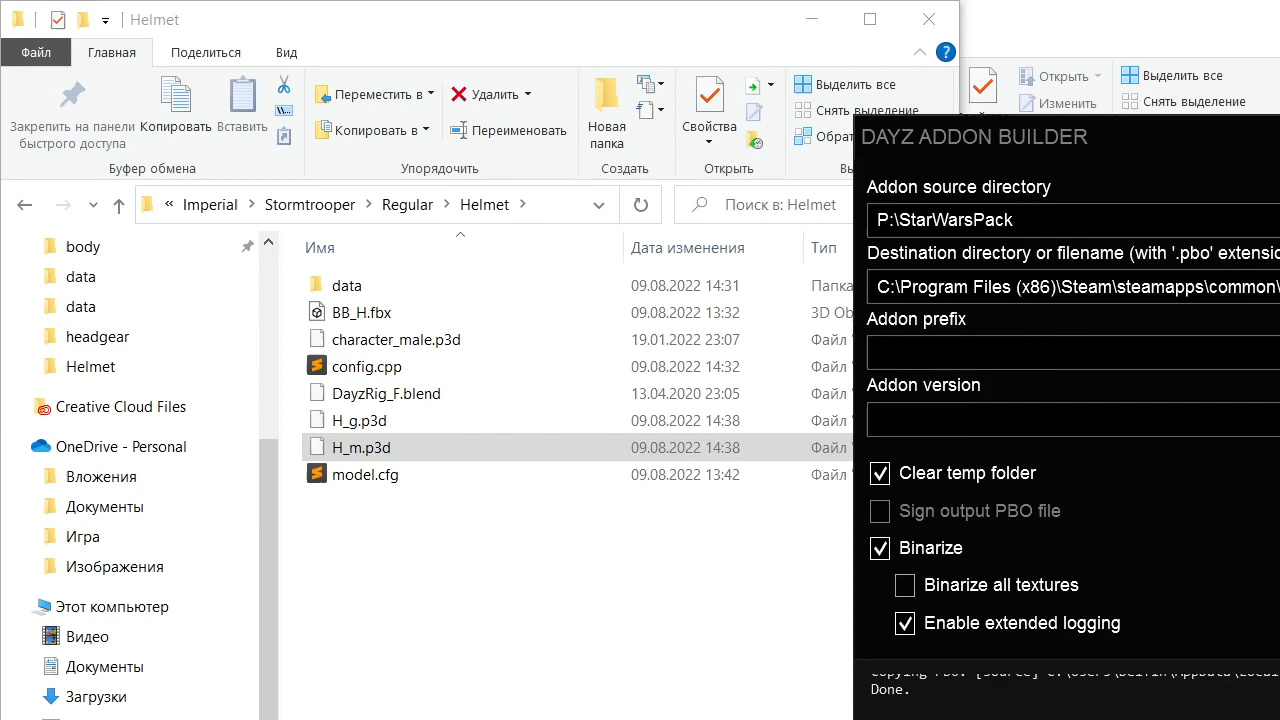 Helmet
Файл Главная Поделиться Вид
Закрепить на панели быстрого доступа
Копировать
Вставить
Буфер обмена
Переместить в
Копировать в
Удалить
Переименовать
Упорядочить
Новая папка
Создать
Свойства
Открыть
Выделить все
Снять выделение
Обрат
Вы
Открыть
Изменить
Выделить все
Снять выделение
« Imperial > Stormtrooper > Regular > Helmet >
Поиск в: Helmet
body
data
data
headgear
Helmet
Creative Cloud Files
OneDrive - Personal
Вложения
Документы
Игра
Изображения
Этот компьютер
Видео
Документы
Загрузки
Имя Дата изменения Тип
data 09.08.2022 14:31 Папка
BB_H.fbx 09.08.2022 13:32 3D Ob
character_male.p3d 19.01.2022 23:07 Файл
config.cpp 09.08.2022 14:32 Файл
DayzRig_F.blend 13.04.2020 23:05 Файл
H_g.p3d 09.08.2022 14:38 Файл
H_m.p3d 09.08.2022 14:38 Файл
model.cfg 09.08.2022 13:42 Файл
DAYZ ADDON BUILDER
Addon source directory
P:\StarWarsPack
Destination directory or filename (with '.pbo' extensio
C:\Program Files (x86)\Steam\steamapps\common\
Addon prefix
Addon version
Clear temp folder
Sign output PBO file
Binarize
Binarize all textures
Enable extended logging
Done.